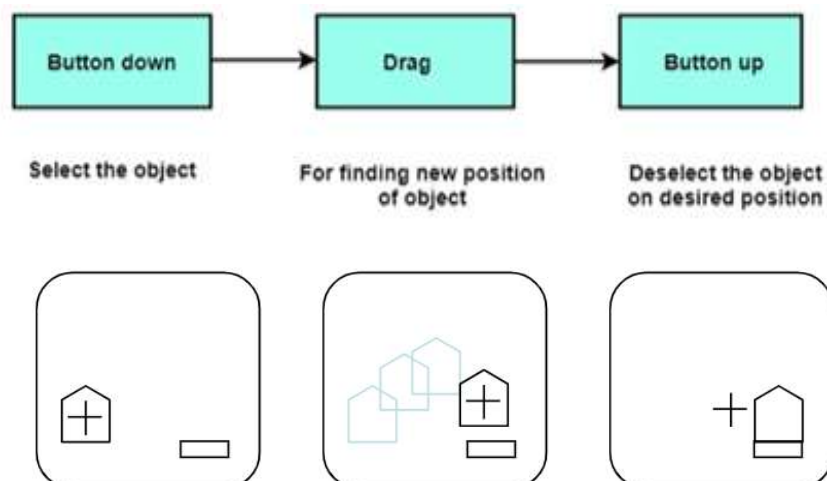 Button down
Drag
Button up
Select the object
For finding new position
of object
Deselect the object
on desired position